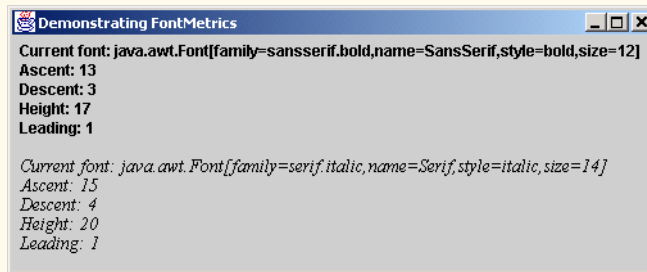 Demonstrating FontMetrics
Current font: java.awt.Font[family=sansserif.bold,name=SansSerif,style=bold,size=12]
Ascent: 13
Descent: 3
Height: 17
Leading: 1
Current font: java.awt.Font[family=serif.italic,name=Serif,style=italic,size=14]
Ascent: 15
Descent: 4
Height: 20
Leading: 1